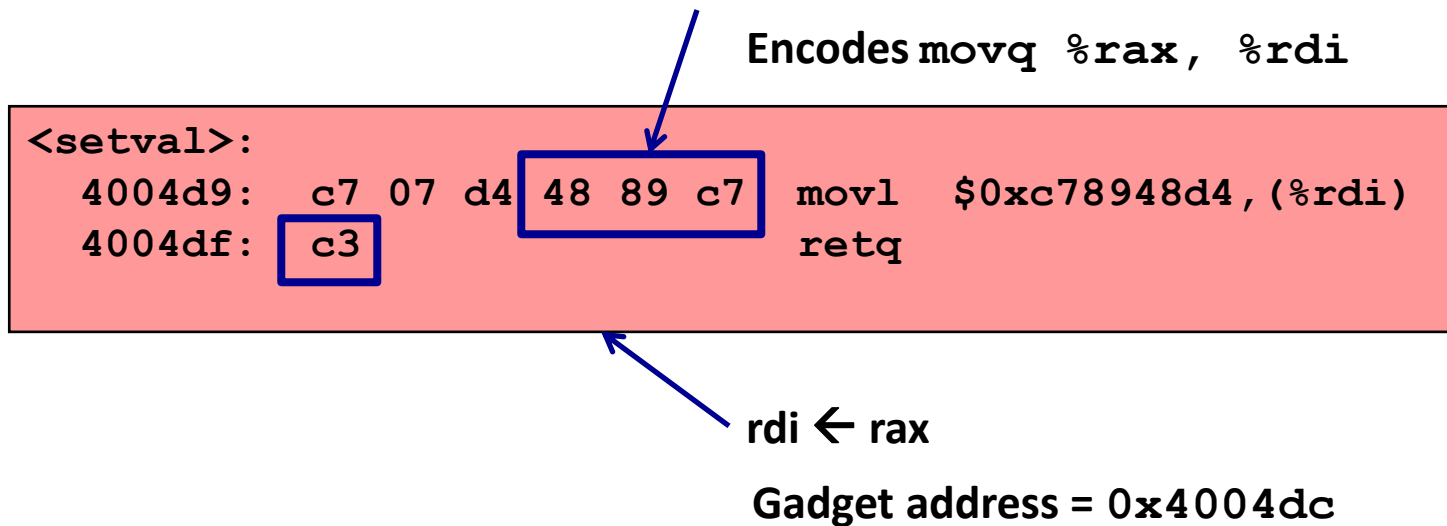 Encodes movq %rax, %rdi
<setval>:
4004d9: c7 07 d4 48 89 c7 movl $0xc78948d4,(%rdi)
4004df: c3 retq
rdi ← rax
Gadget address = 0x4004dc